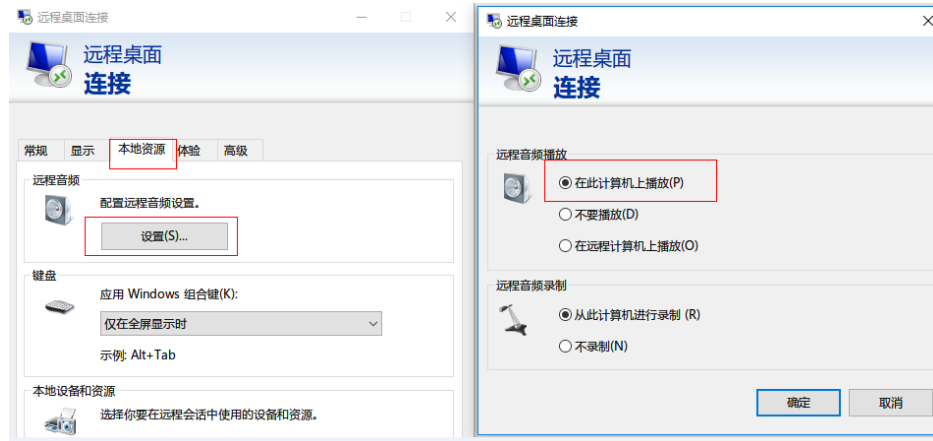 远程桌面连接
远程桌面
连接
常规 显示 本地资源 体验 高级
远程音频
配置远程音频设置。
设置(S)...
键盘
应用 Windows 组合键(K):
仅在全屏显示时
示例: Alt+Tab
本地设备和资源
选择你要在远程会话中使用的设备和资源。
远程桌面连接
远程桌面
连接
远程音频播放
在此计算机上播放(P)
不要播放(D)
在远程计算机上播放(O)
远程音频录制
从此计算机进行录制 (R)
不录制(N)
确定 取消